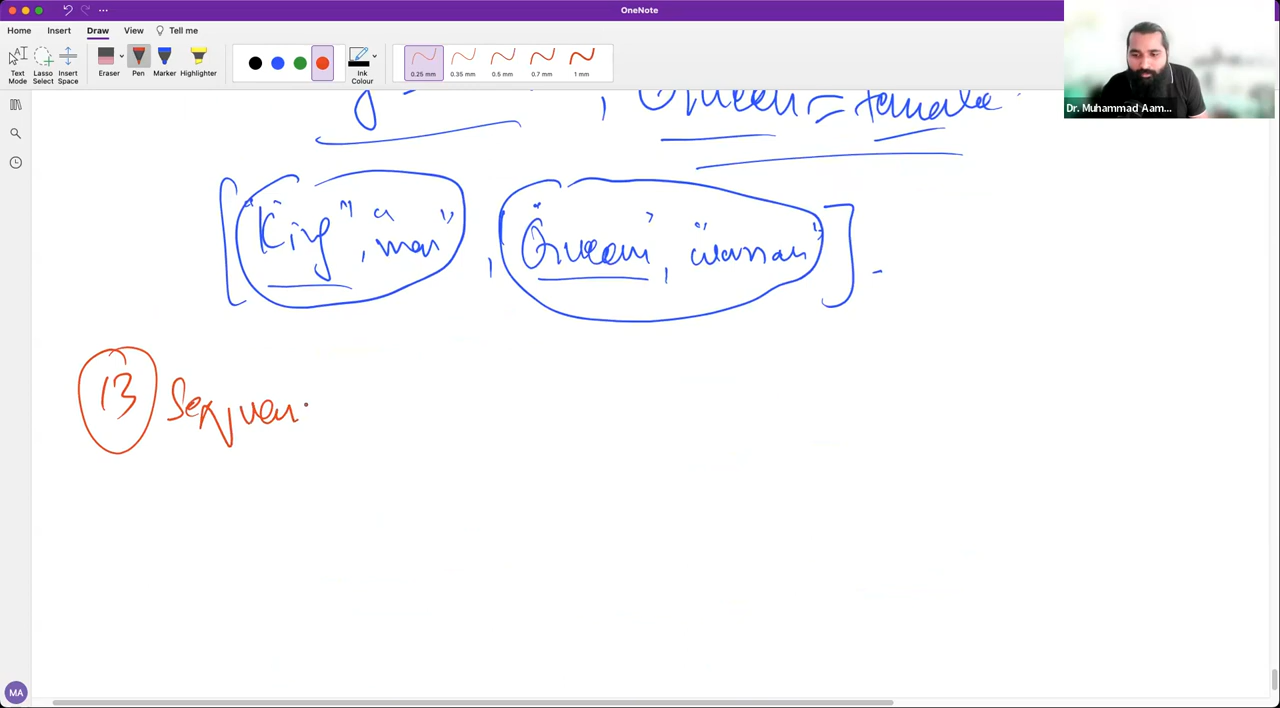 OneNote
Home Insert Draw View Tell me
Text Mode
Lasso Select
Insert Space
Eraser
Pen
Marker
Highlighter
Ink Colour
0.25 mm
0.35 mm
0.5 mm
0.7 mm
1 mm
Dr. Muhammad Aam...
, Queen = female
["King", "man", "Queen", "woman"]
13 Sequen
MA